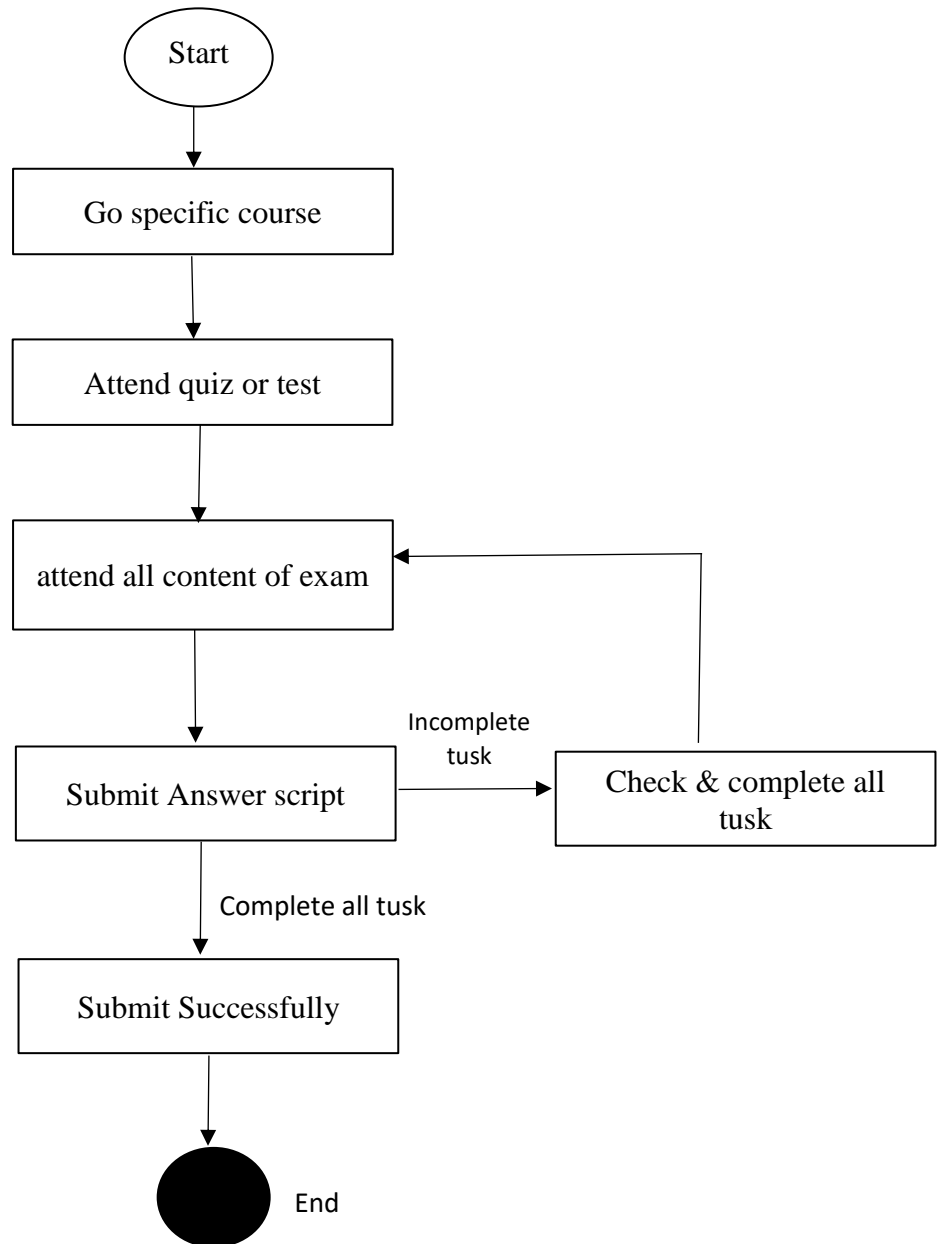 Start
Go specific course
Attend quiz or test
attend all content of exam
Incomplete
tusk
Submit Answer script
Check & complete all
tusk
Complete all tusk
Submit Successfully
End